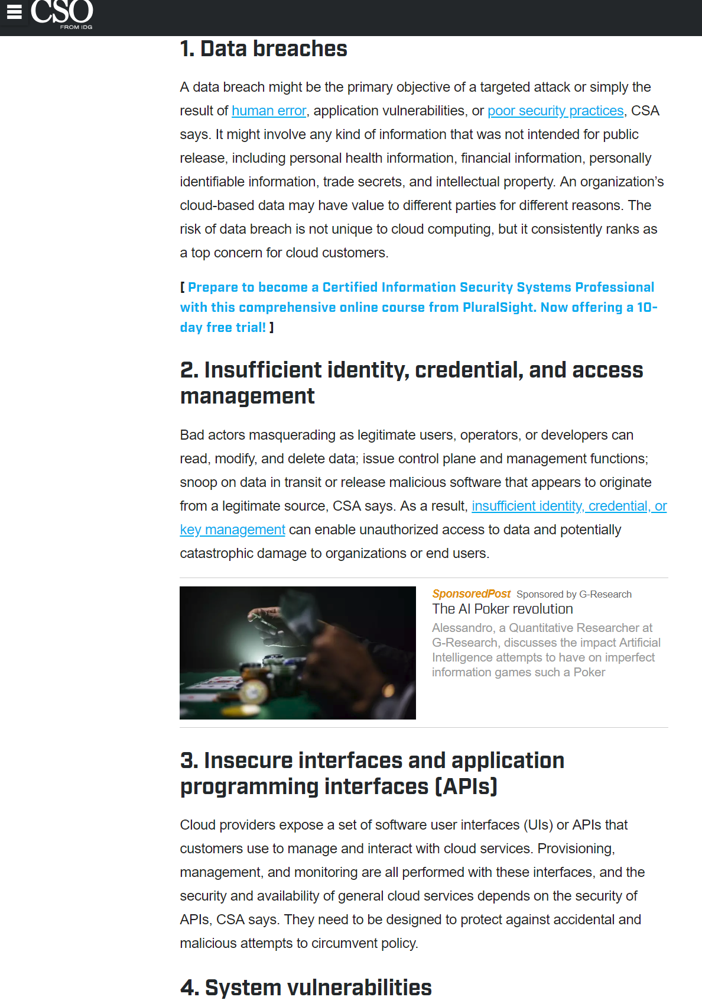 CSO
FROM IDG
1. Data breaches
A data breach might be the primary objective of a targeted attack or simply the
result of human error, application vulnerabilities, or poor security practices, CSA
says. It might involve any kind of information that was not intended for public
release, including personal health information, financial information, personally
identifiable information, trade secrets, and intellectual property. An organization’s
cloud-based data may have value to different parties for different reasons. The
risk of data breach is not unique to cloud computing, but it consistently ranks as
a top concern for cloud customers.
[ Prepare to become a Certified Information Security Systems Professional
with this comprehensive online course from PluralSight. Now offering a 10-
day free trial! ]
2. Insufficient identity, credential, and access
management
Bad actors masquerading as legitimate users, operators, or developers can
read, modify, and delete data; issue control plane and management functions;
snoop on data in transit or release malicious software that appears to originate
from a legitimate source, CSA says. As a result, insufficient identity, credential, or
key management can enable unauthorized access to data and potentially
catastrophic damage to organizations or end users.
SponsoredPost Sponsored by G-Research
The AI Poker revolution
Alessandro, a Quantitative Researcher at
G-Research, discusses the impact Artificial
Intelligence attempts to have on imperfect
information games such a Poker
3. Insecure interfaces and application
programming interfaces (APIs)
Cloud providers expose a set of software user interfaces (UIs) or APIs that
customers use to manage and interact with cloud services. Provisioning,
management, and monitoring are all performed with these interfaces, and the
security and availability of general cloud services depends on the security of
APIs, CSA says. They need to be designed to protect against accidental and
malicious attempts to circumvent policy.
4. System vulnerabilities